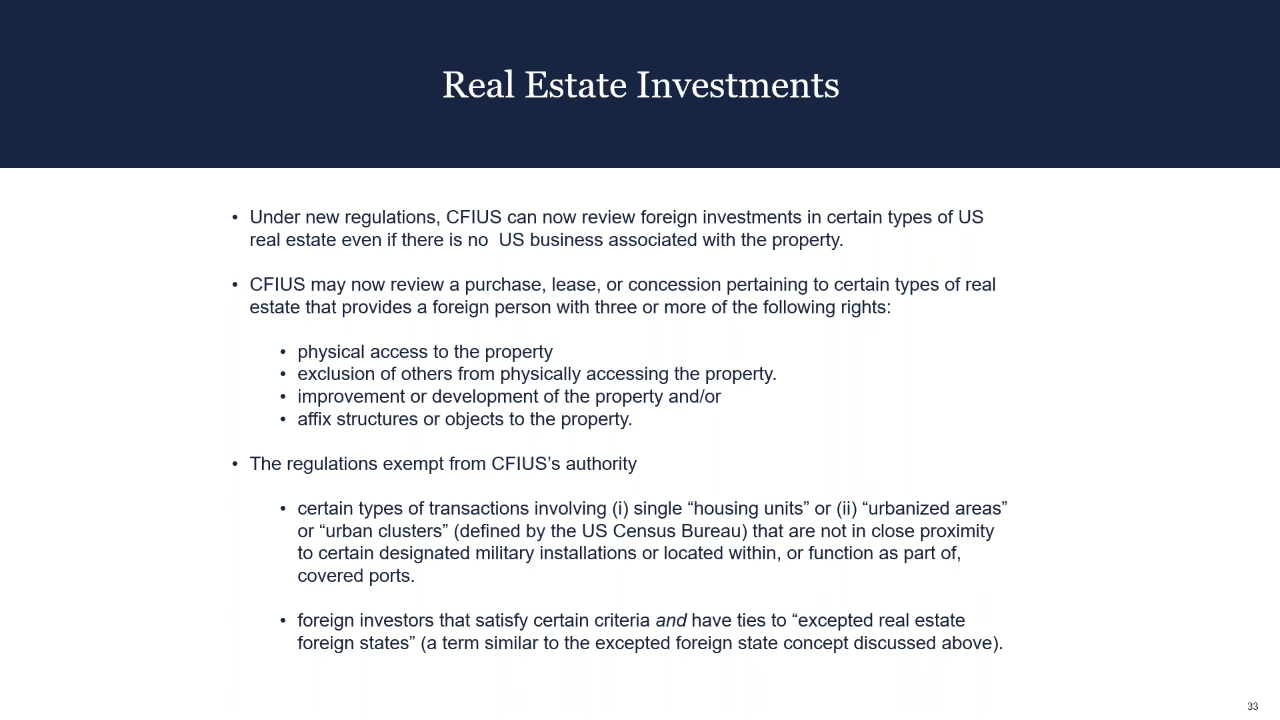 Real Estate Investments
• Under new regulations, CFIUS can now review foreign investments in certain types of US
real estate even if there is no  US business associated with the property.
• CFIUS may now review a purchase, lease, or concession pertaining to certain types of real
estate that provides a foreign person with three or more of the following rights:
• physical access to the property
• exclusion of others from physically accessing the property.
• improvement or development of the property and/or
• affix structures or objects to the property.
• The regulations exempt from CFIUS’s authority
• certain types of transactions involving (i) single “housing units” or (ii) “urbanized areas”
or “urban clusters” (defined by the US Census Bureau) that are not in close proximity
to certain designated military installations or located within, or function as part of,
covered ports.
• foreign investors that satisfy certain criteria and have ties to “excepted real estate
foreign states” (a term similar to the excepted foreign state concept discussed above).
33